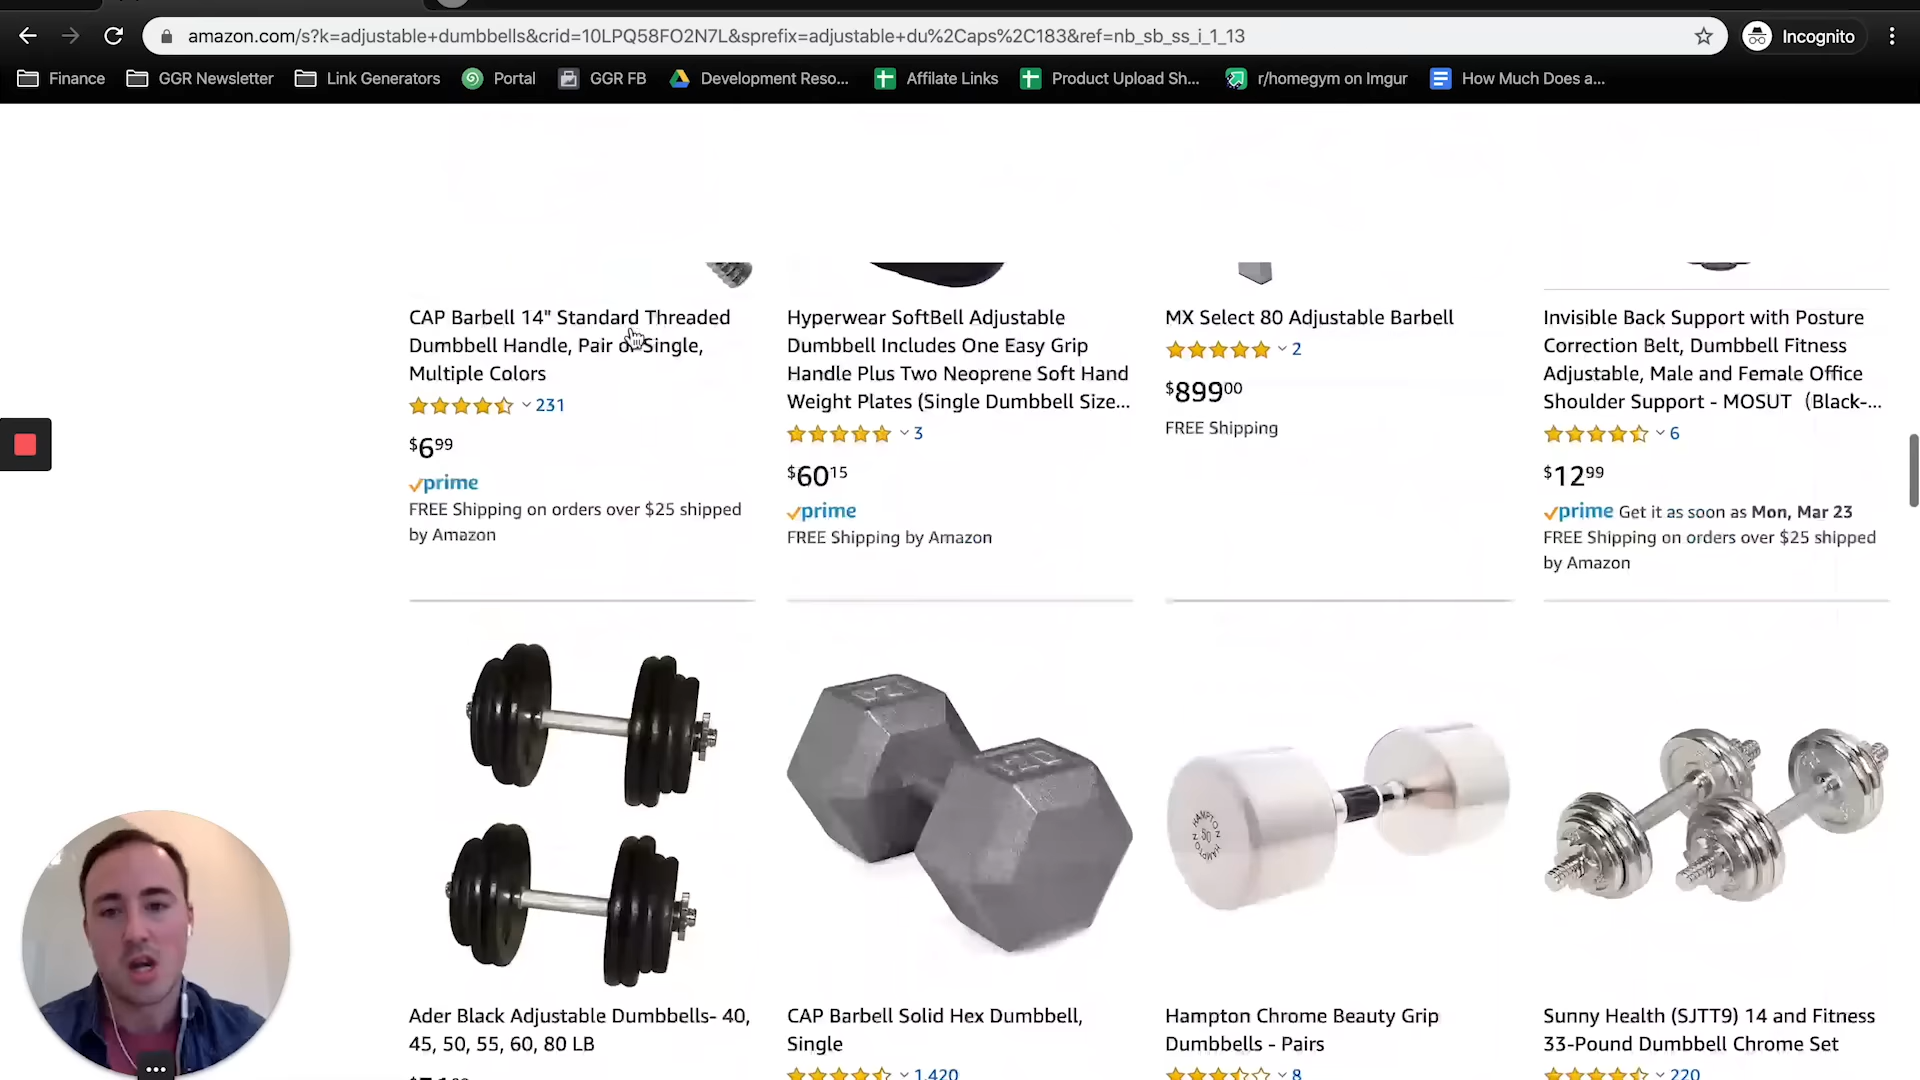 amazon.com/s?k=adjustable+dumbbells&crid=10LPQ58FO2N7L&sprefix=adjustable+du%2Caps%2C183&ref=nb_sb_ss_i_1_13
Incognito
Finance
GGR Newsletter
Link Generators
Portal
GGR FB
Development Reso...
Affilate Links
Product Upload Sh...
r/homegym on Imgur
How Much Does a...
CAP Barbell 14" Standard Threaded
Dumbbell Handle, Pair or Single,
Multiple Colors
231
$6.99
prime
FREE Shipping on orders over $25 shipped
by Amazon
Hyperwear SoftBell Adjustable
Dumbbell Includes One Easy Grip
Handle Plus Two Neoprene Soft Hand
Weight Plates (Single Dumbbell Size...
3
$60.15
prime
FREE Shipping by Amazon
MX Select 80 Adjustable Barbell
2
$899.00
FREE Shipping
Invisible Back Support with Posture
Correction Belt, Dumbbell Fitness
Adjustable, Male and Female Office
Shoulder Support - MOSUT (Black-...
6
$12.99
prime Get it as soon as Mon, Mar 23
FREE Shipping on orders over $25 shipped
by Amazon
HAMPTON
80
HAMPTON
Ader Black Adjustable Dumbbells- 40,
45, 50, 55, 60, 80 LB
CAP Barbell Solid Hex Dumbbell,
Single
1,420
Hampton Chrome Beauty Grip
Dumbbells - Pairs
8
Sunny Health (SJTT9) 14 and Fitness
33-Pound Dumbbell Chrome Set
220